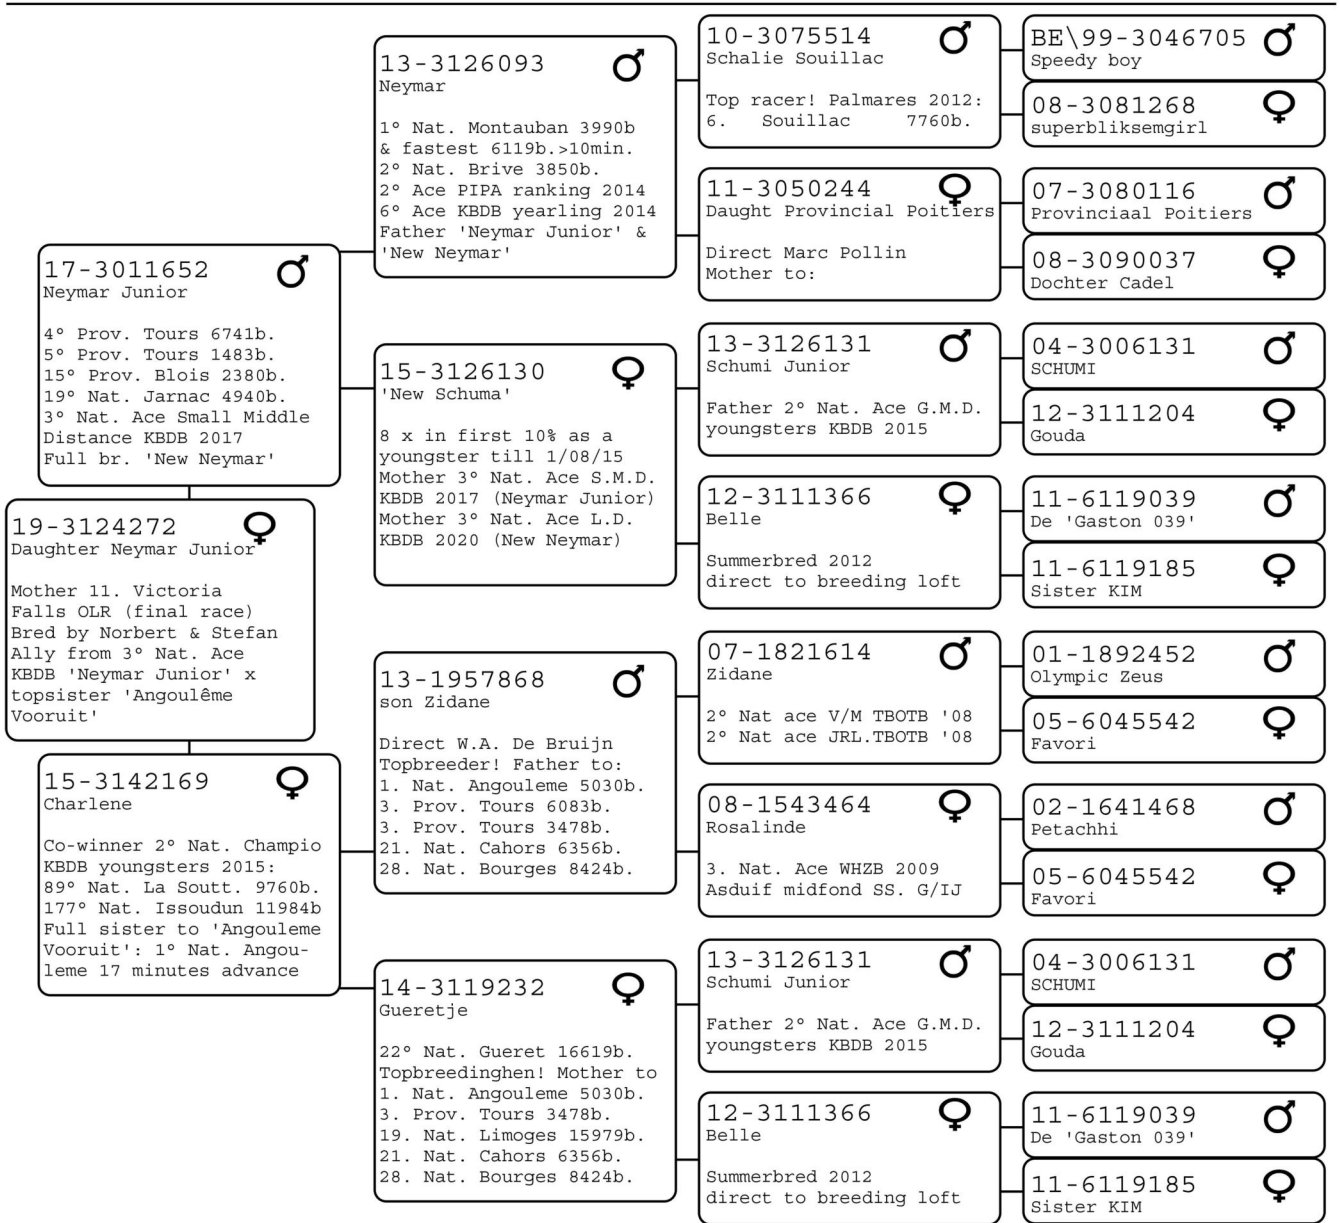 19-3124272
Daughter Neymar Junior
Mother 11. Victoria
Falls OLR (final race)
Bred by Norbert & Stefan
Ally from 3° Nat. Ace
KBDB 'Neymar Junior' x
topsister 'Angoulême
Vooruit'
17-3011652
Neymar Junior
4° Prov. Tours 6741b.
5° Prov. Tours 1483b.
15° Prov. Blois 2380b.
19° Nat. Jarnac 4940b.
3° Nat. Ace Small Middle
Distance KBDB 2017
Full br. 'New Neymar'
15-3142169
Charlene
Co-winner 2° Nat. Champio
KBDB youngsters 2015:
89° Nat. La Soutt. 9760b.
177° Nat. Issoudun 11984b
Full sister to 'Angouleme
Vooruit': 1° Nat. Angou-
leme 17 minutes advance
13-3126093
Neymar
1° Nat. Montauban 3990b
& fastest 6119b.>10min.
2° Nat. Brive 3850b.
2° Ace PIPA ranking 2014
6° Ace KBDB yearling 2014
Father 'Neymar Junior' &
'New Neymar'
15-3126130
'New Schuma'
8 x in first 10% as a
youngster till 1/08/15
Mother 3° Nat. Ace S.M.D.
KBDB 2017 (Neymar Junior)
Mother 3° Nat. Ace L.D.
KBDB 2020 (New Neymar)
13-1957868
son Zidane
Direct W.A. De Bruijn
Topbreeder! Father to:
1. Nat. Angouleme 5030b.
3. Prov. Tours 6083b.
3. Prov. Tours 3478b.
21. Nat. Cahors 6356b.
28. Nat. Bourges 8424b.
14-3119232
Gueretje
22° Nat. Gueret 16619b.
Topbreedinghen! Mother to
1. Nat. Angouleme 5030b.
3. Prov. Tours 3478b.
19. Nat. Limoges 15979b.
21. Nat. Cahors 6356b.
28. Nat. Bourges 8424b.
10-3075514
Schalie Souillac
Top racer! Palmares 2012:
6. Souillac 7760b.
11-3050244
Daught Provincial Poitiers
Direct Marc Pollin
Mother to:
13-3126131
Schumi Junior
Father 2° Nat. Ace G.M.D.
youngsters KBDB 2015
12-3111366
Belle
Summerbred 2012
direct to breeding loft
07-1821614
Zidane
2° Nat ace V/M TBOTB '08
2° Nat ace JRL.TBOTB '08
08-1543464
Rosalinde
3. Nat. Ace WHZB 2009
Asduif midfond SS. G/IJ
13-3126131
Schumi Junior
Father 2° Nat. Ace G.M.D.
youngsters KBDB 2015
12-3111366
Belle
Summerbred 2012
direct to breeding loft
BE\99-3046705
Speedy boy
08-3081268
superbliksemgirl
07-3080116
Provinciaal Poitiers
08-3090037
Dochter Cadel
04-3006131
SCHUMI
12-3111204
Gouda
11-6119039
De 'Gaston 039'
11-6119185
Sister KIM
01-1892452
Olympic Zeus
05-6045542
Favori
02-1641468
Petachhi
05-6045542
Favori
04-3006131
SCHUMI
12-3111204
Gouda
11-6119039
De 'Gaston 039'
11-6119185
Sister KIM